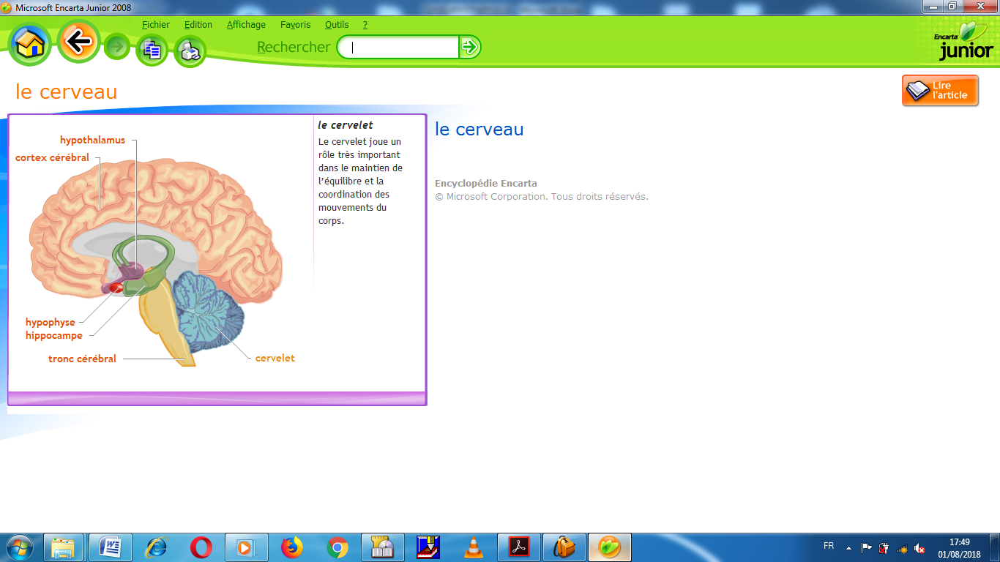 Microsoft Encarta Junior 2008
Fichier Edition Affichage Favoris Outils ?
Rechercher
Encarta
junior
le cerveau
Lire
l'article
hypothalamus
cortex cérébral
hypophyse
hippocampe
tronc cérébral
cervelet
le cervelet
Le cervelet joue un
rôle très important
dans le maintien de
l'équilibre et la
coordination des
mouvements du
corps.
le cerveau
Encyclopédie Encarta
© Microsoft Corporation. Tous droits réservés.
FR
17:49
01/08/2018